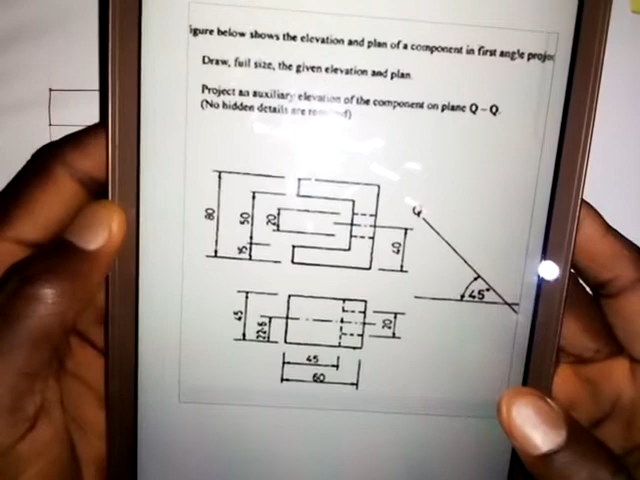 igure below shows the elevation and plan of a component in first angle projec
Draw, full size, the given elevation and plan.
Project an auxiliary elevation of the component on plane Q-Q.
(No hidden details are
80
50
20
15
40
45°
45
22.5
20
45
60